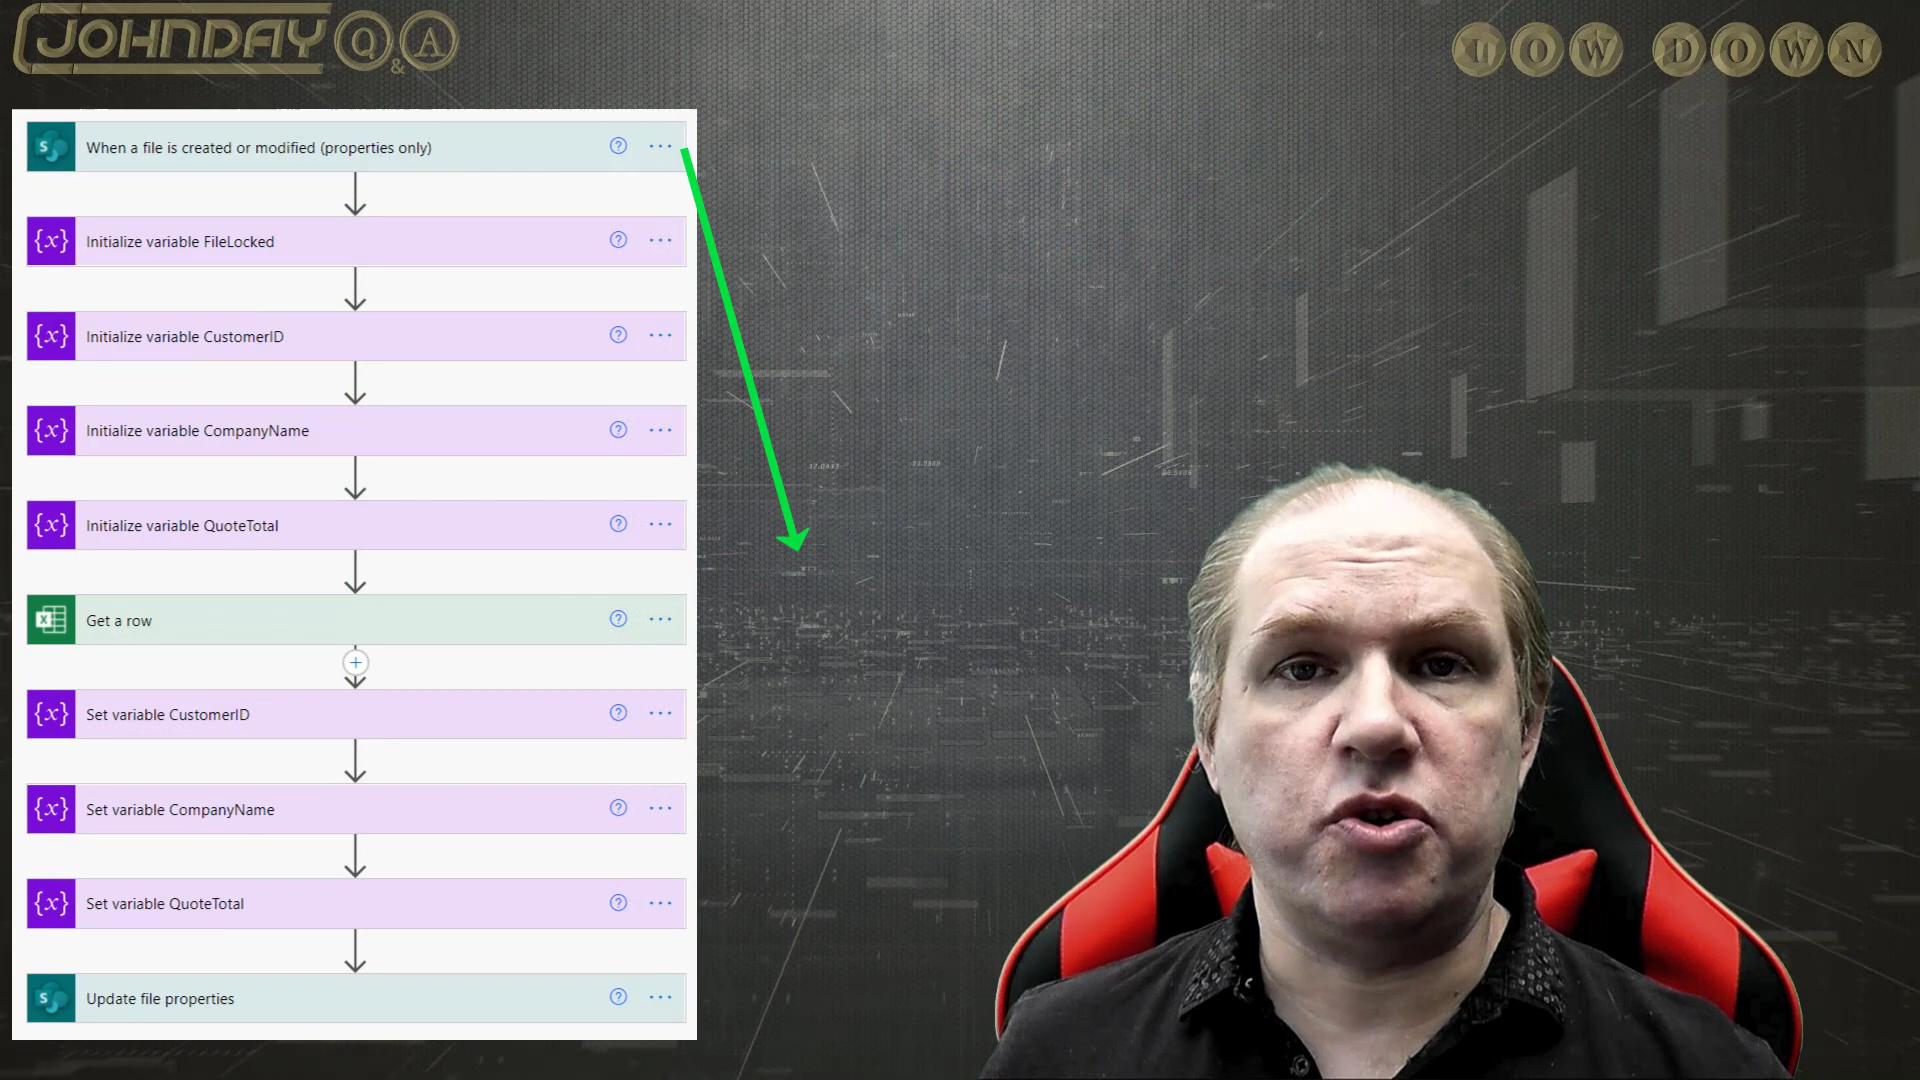 JOHNDAY Q & A
LOW DOWN
When a file is created or modified (properties only)
Initialize variable FileLocked
Initialize variable CustomerID
Initialize variable CompanyName
Initialize variable QuoteTotal
Get a row
Set variable CustomerID
Set variable CompanyName
Set variable QuoteTotal
Update file properties